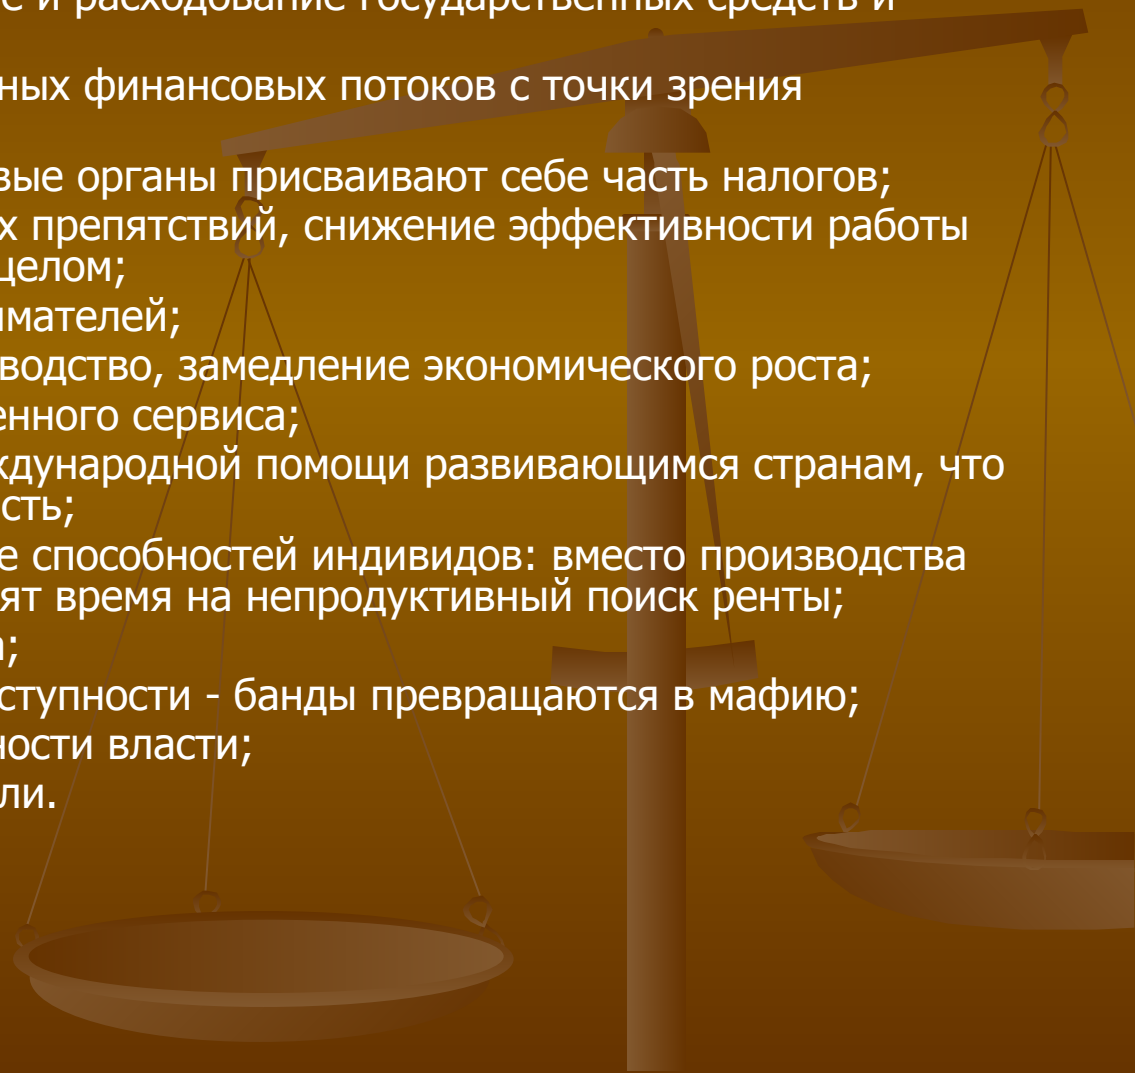 е и расходование государственных средств и
ных финансовых потоков с точки зрения
вые органы присваивают себе часть налогов;
х препятствий, снижение эффективности работы
целом;
имателей;
водство, замедление экономического роста;
енного сервиса;
ждународной помощи развивающимся странам, что
сть;
е способностей индивидов: вместо производства
ят время на непродуктивный поиск ренты;
а;
ступности - банды превращаются в мафию;
ности власти;
ли.